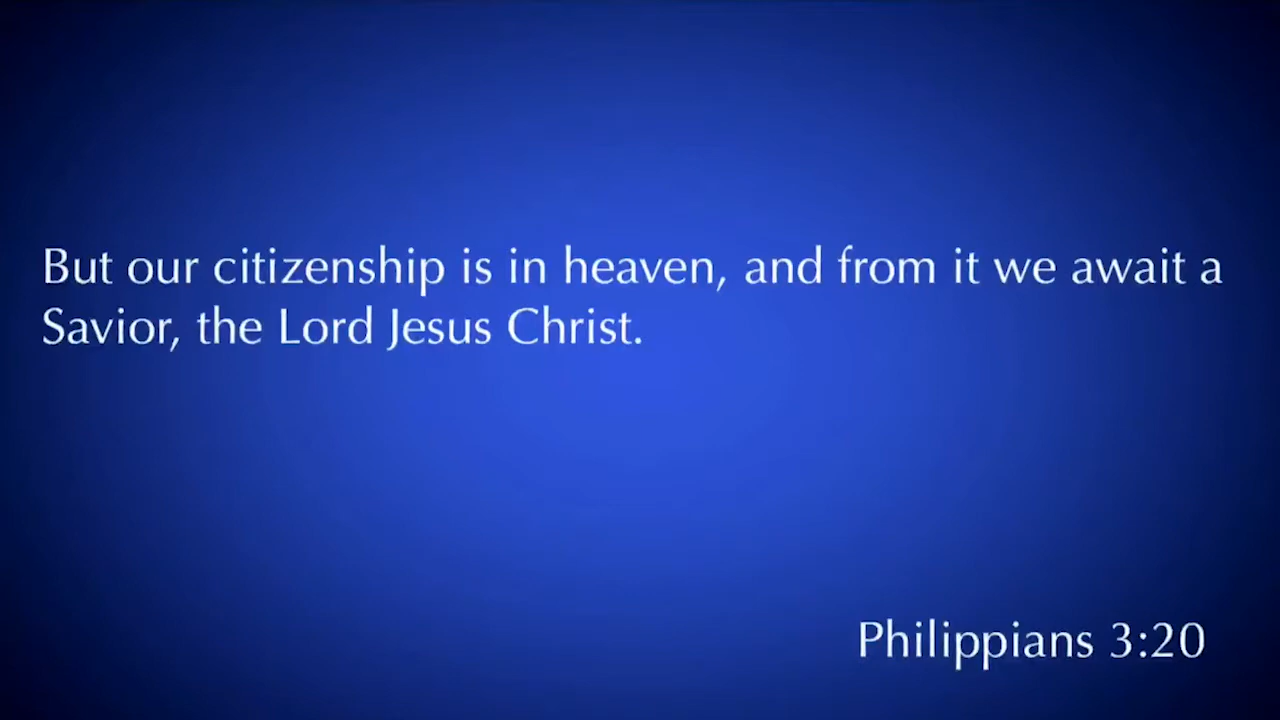 But our citizenship is in heaven, and from it we await a
Savior, the Lord Jesus Christ.
Philippians 3:20